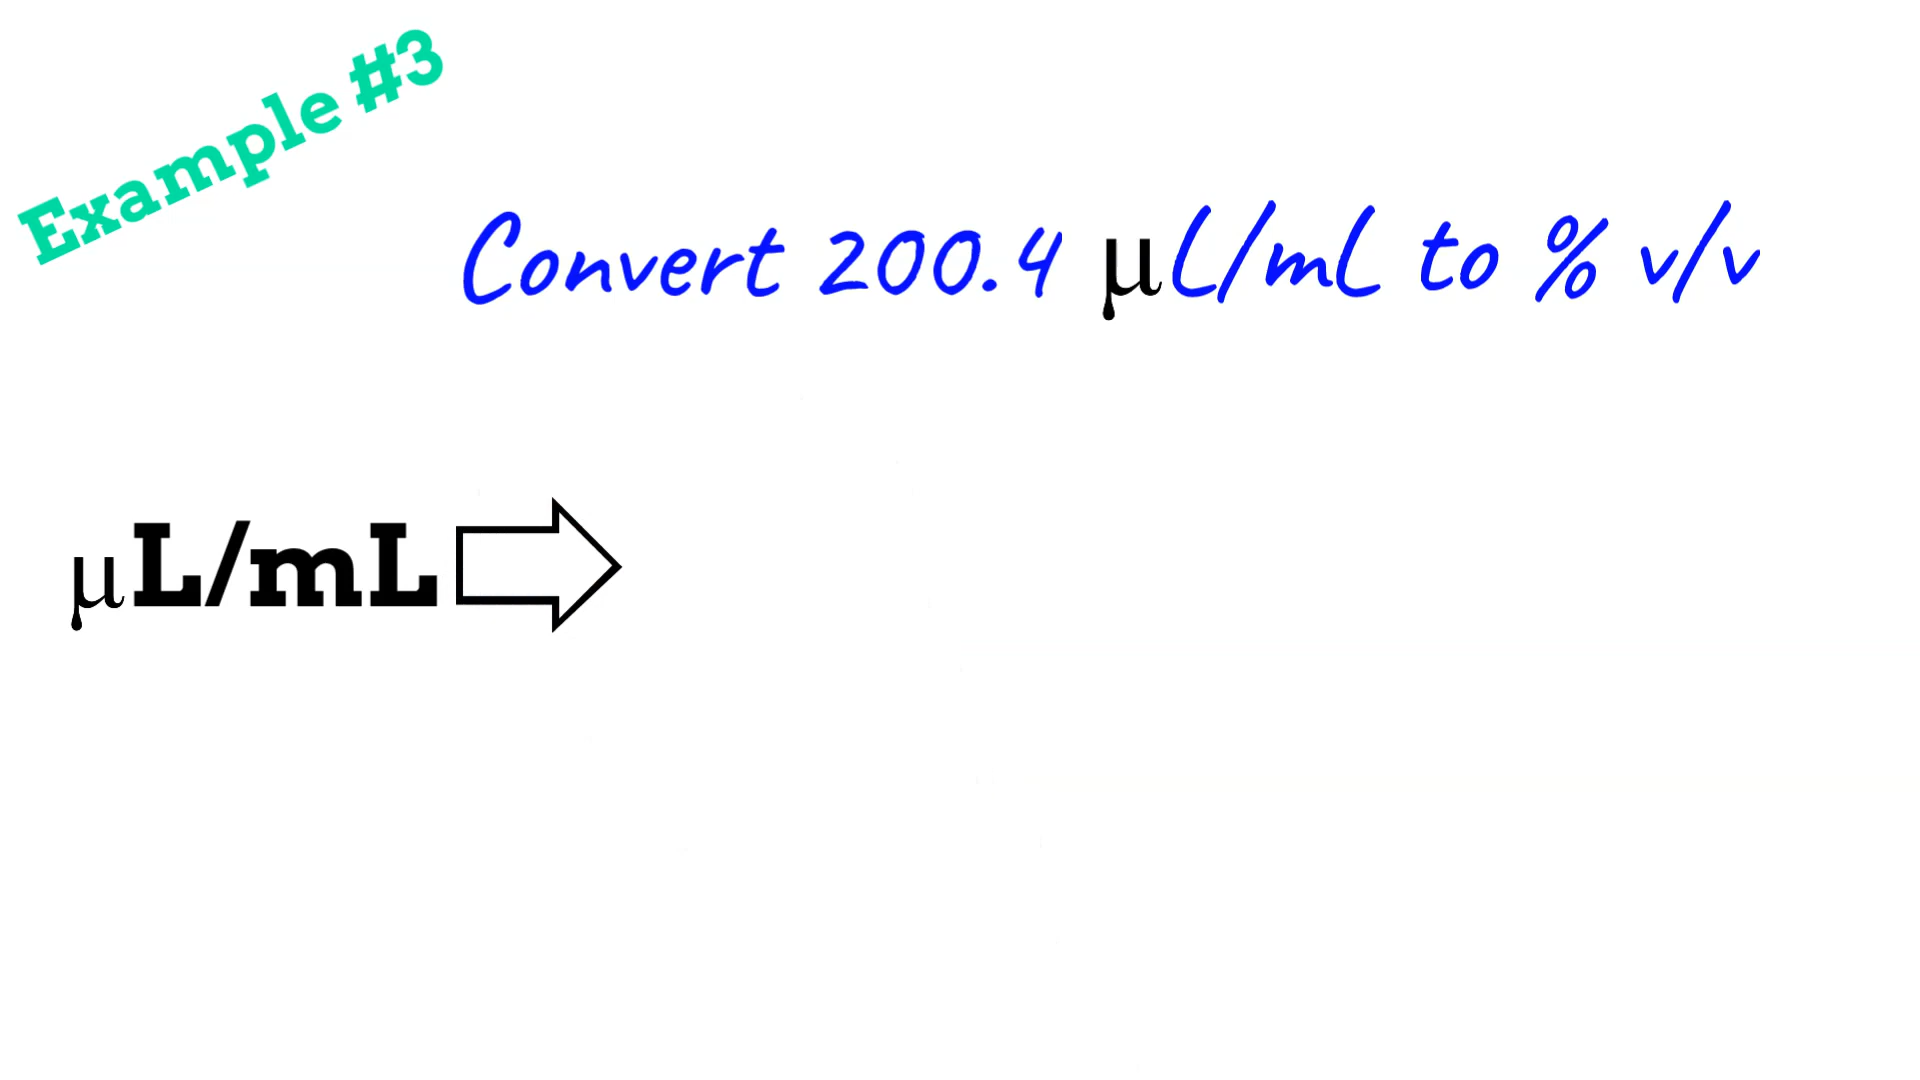 Example #3
Convert 200.4 μL/mL to % v/v
μL/mL